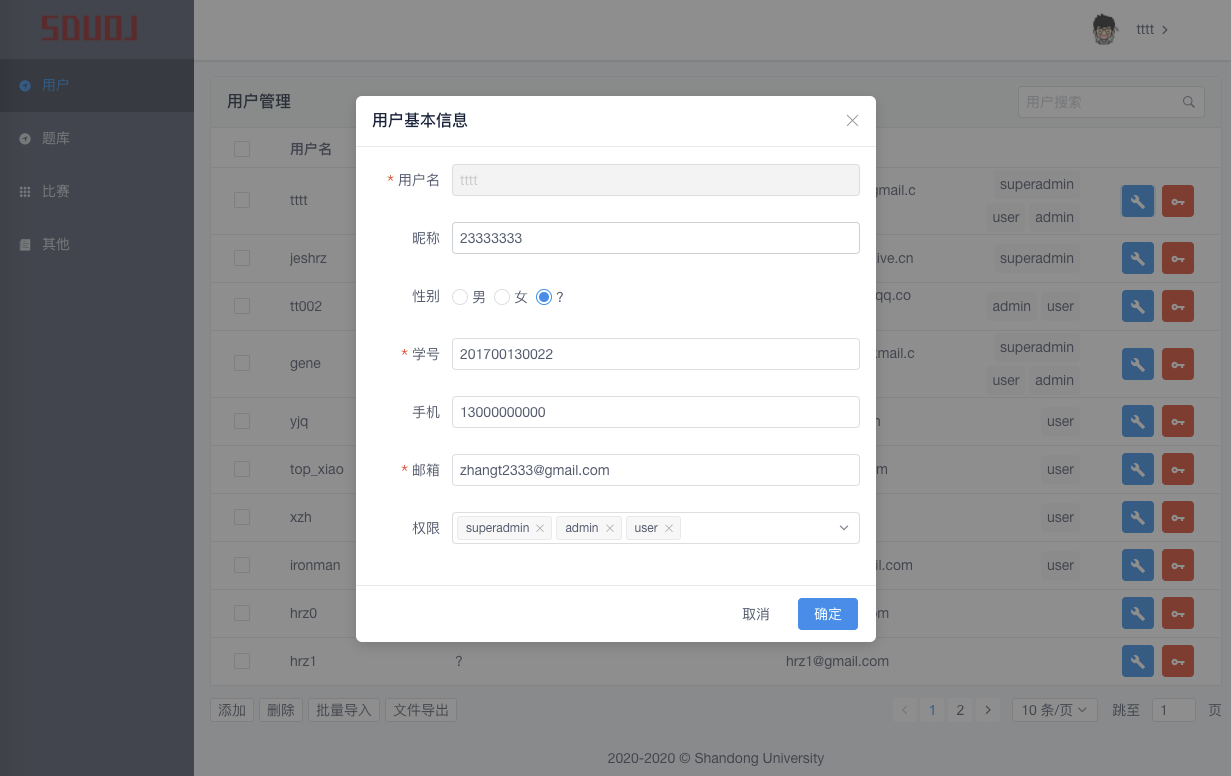 SDUOJ
tttt
用户
题库
比赛
其他
用户管理
用户搜索
用户名
tttt
gmail.c
superadmin
user admin
jeshrz
ive.cn
superadmin
tt002
qq.co
admin user
gene
mail.c
superadmin
user admin
yjq
user
top_xiao
m
user
xzh
user
ironman
il.com
user
hrz0
om
hrz1 ? hrz1@gmail.com
用户基本信息
* 用户名 tttt
昵称 23333333
性别 男 女 ?
* 学号 201700130022
手机 13000000000
* 邮箱 zhangt2333@gmail.com
权限 superadmin admin user
取消 确定
添加 删除 批量导入 文件导出
1 2 10 条/页 跳至 1 页
2020-2020 © Shandong University